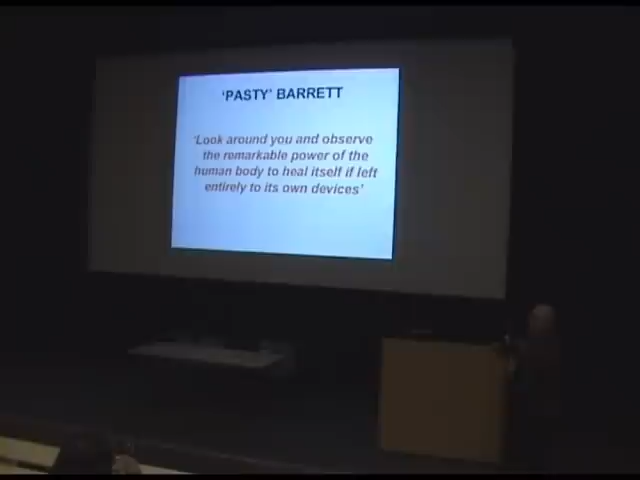 'PASTY' BARRETT
'Look around you and observe
the remarkable power of the
human body to heal itself if left
entirely to its own devices'